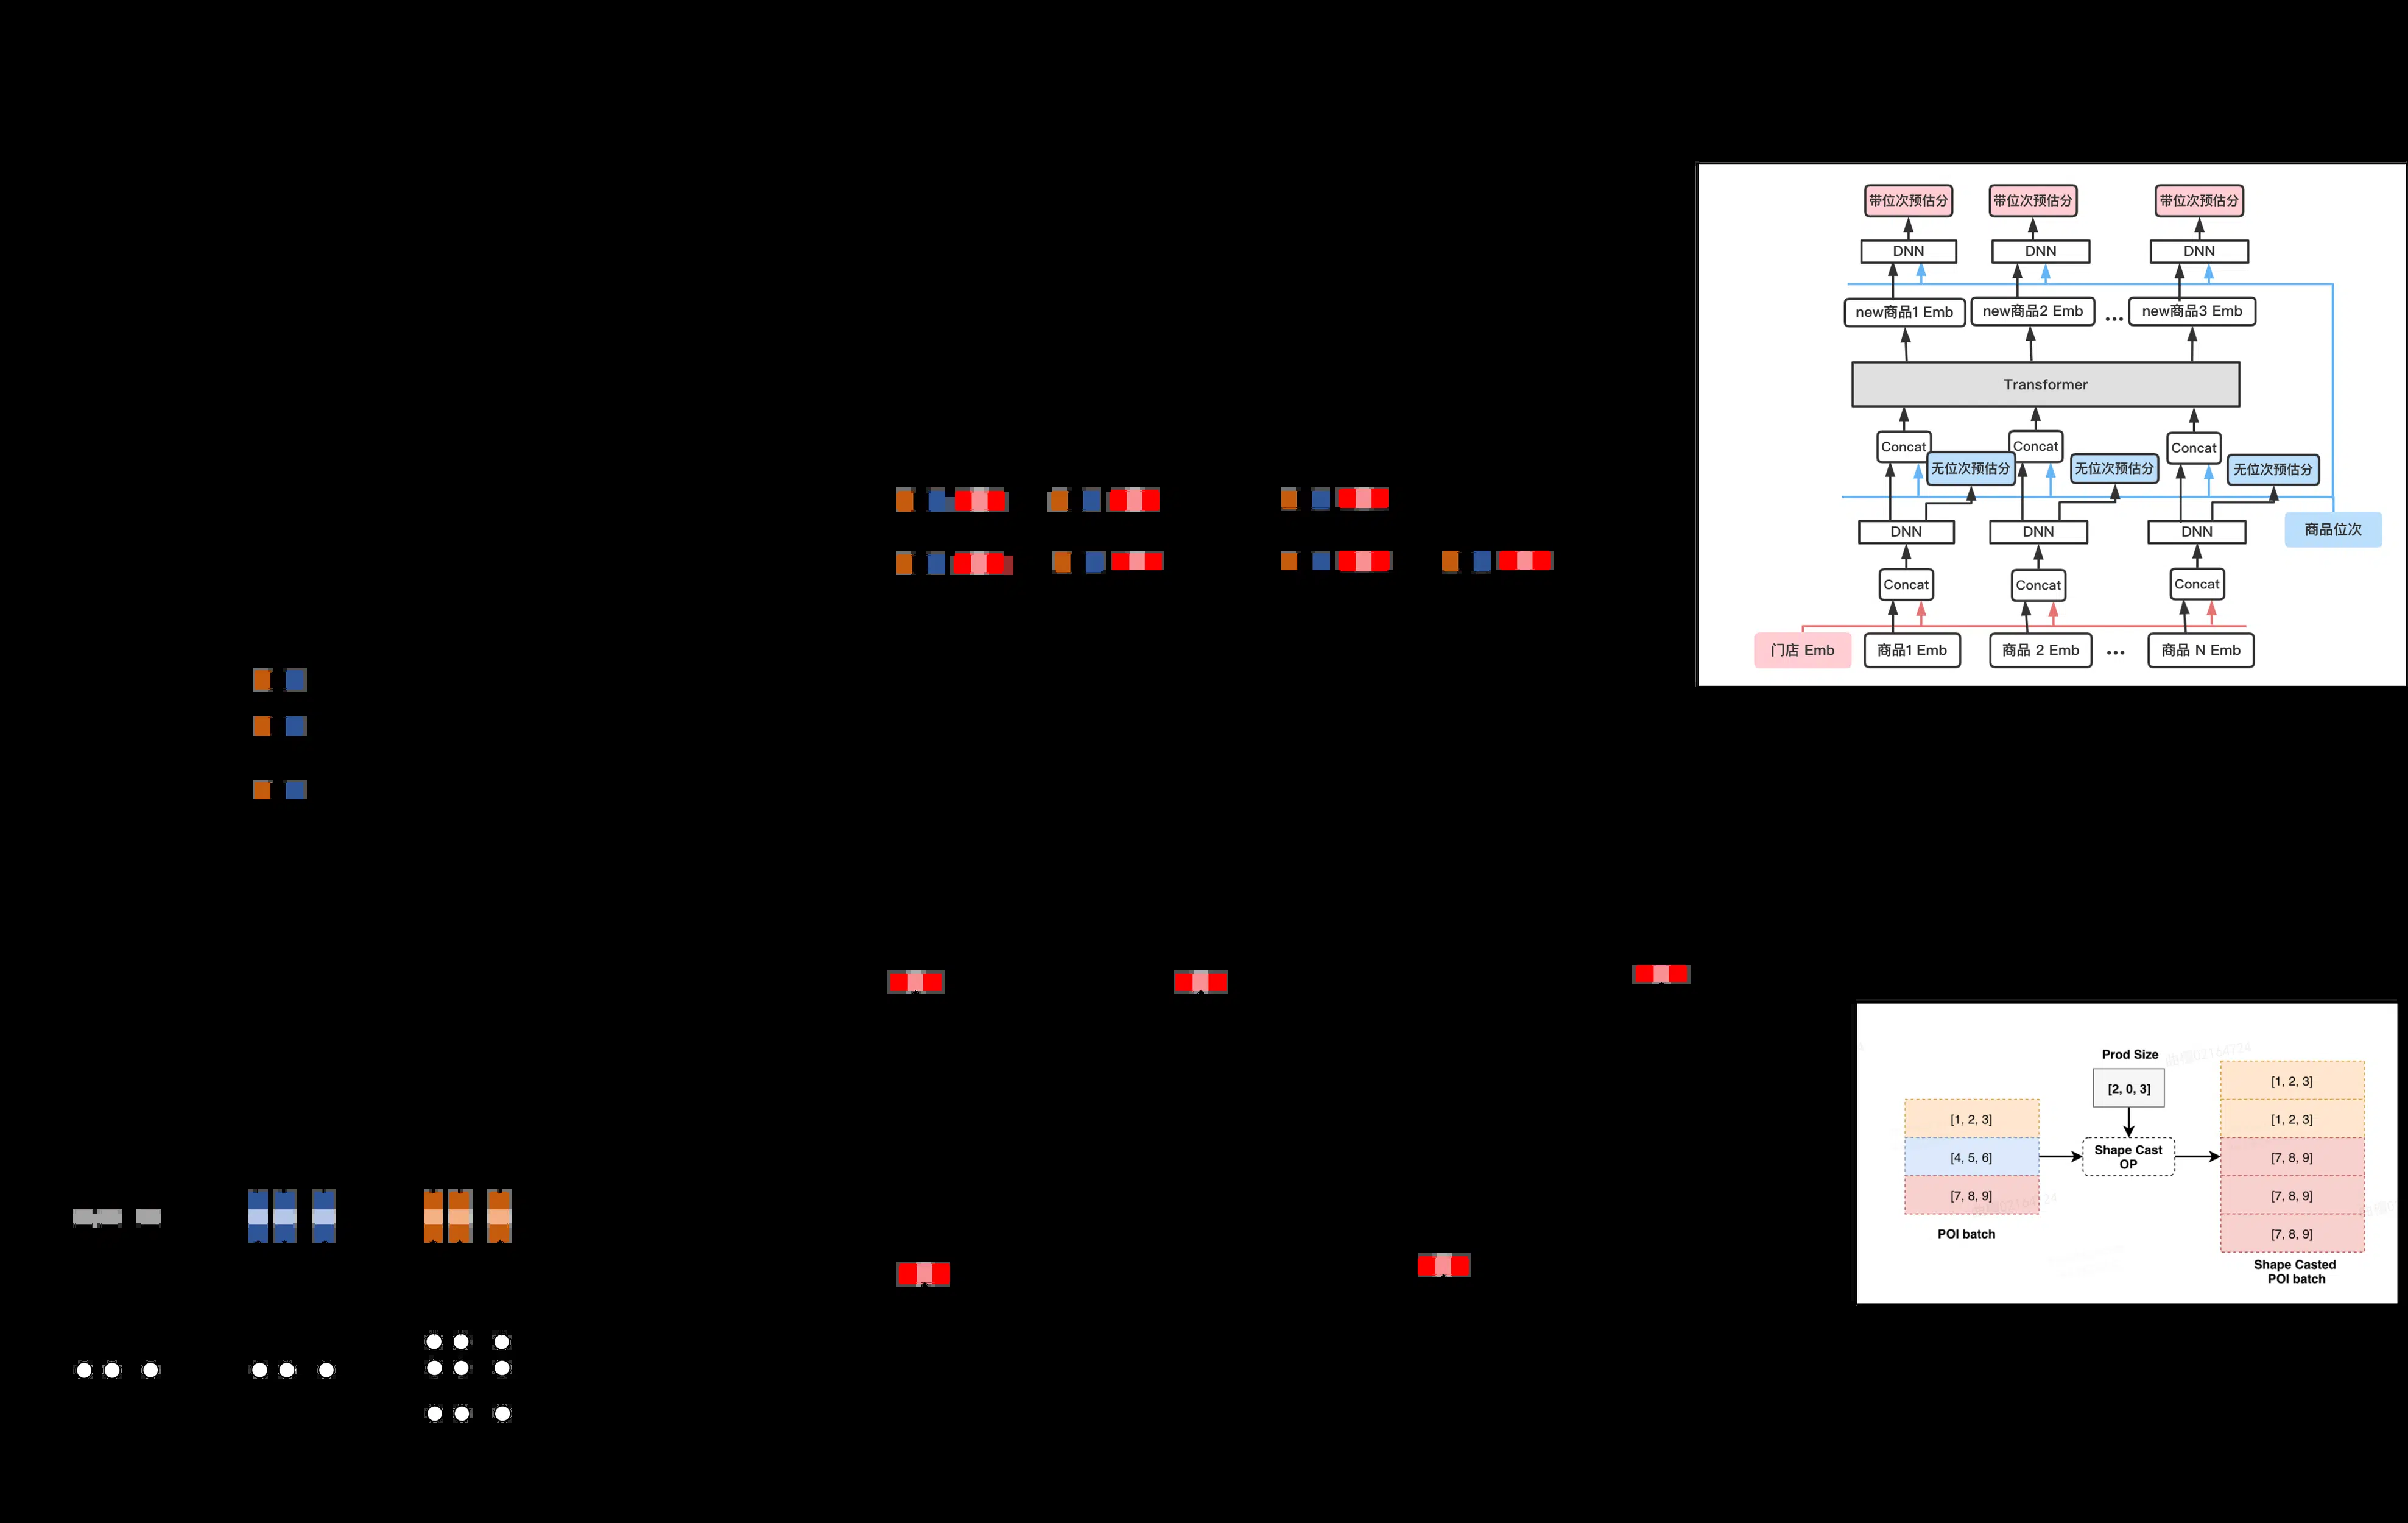 带位次预估分 带位次预估分 带位次预估分
DNN DNN DNN
new商品1 Emb new商品2 Emb ... new商品3 Emb
Transformer
Concat Concat Concat
无位次预估分 无位次预估分 无位次预估分
DNN DNN DNN 商品位次
Concat Concat Concat
门店 Emb 商品1 Emb 商品 2 Emb ... 商品 N Emb
Prod Size
[2, 0, 3]
[1, 2, 3]
[4, 5, 6]
[7, 8, 9]
POI batch
Shape Cast
OP
[1, 2, 3]
[1, 2, 3]
[7, 8, 9]
[7, 8, 9]
[7, 8, 9]
Shape Casted
POI batch